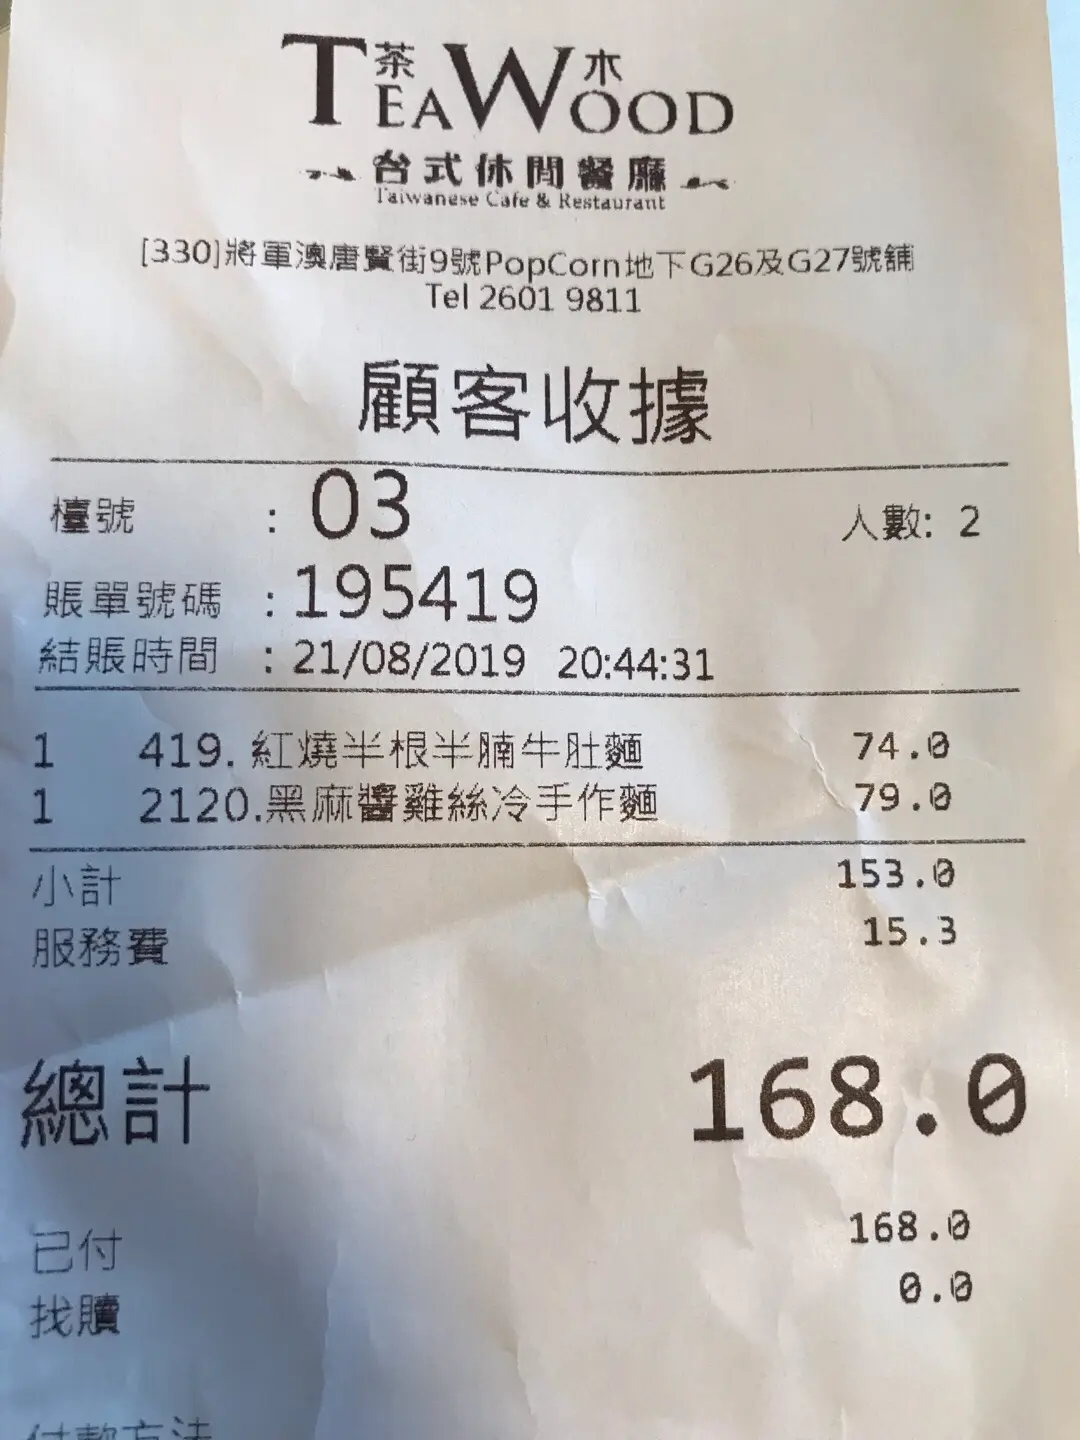 茶 木
TEAWOOD
台式休閒餐廳
Taiwanese Cafe & Restaurant
[330]將軍澳唐賢街9號PopCorn地下G26及G27號舖
Tel 2601 9811
顧客收據
檯號 : 03 人數: 2
賬單號碼 : 195419
結賬時間 : 21/08/2019 20:44:31
1 419. 紅燒半根半腩牛肚麵 74.0
1 2120.黑麻醬雞絲冷手作麵 79.0
小計 153.0
服務費 15.3
總計 168.0
已付 168.0
找贖 0.0
付款方法